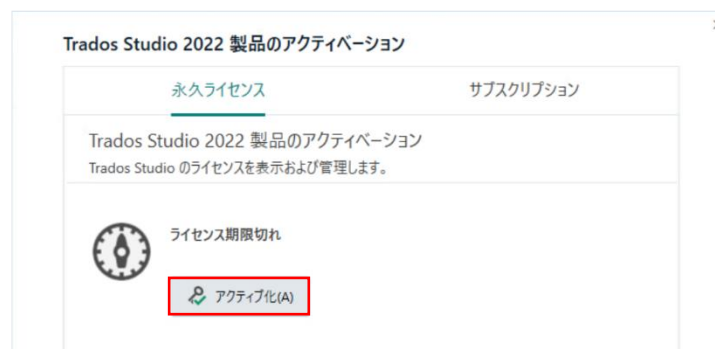 Trados Studio 2022 製品のアクティベーション
永久ライセンス
サブスクリプション
Trados Studio 2022 製品のアクティベーション
Trados Studio のライセンスを表示および管理します。
ライセンス期限切れ
アクティブ化(A)